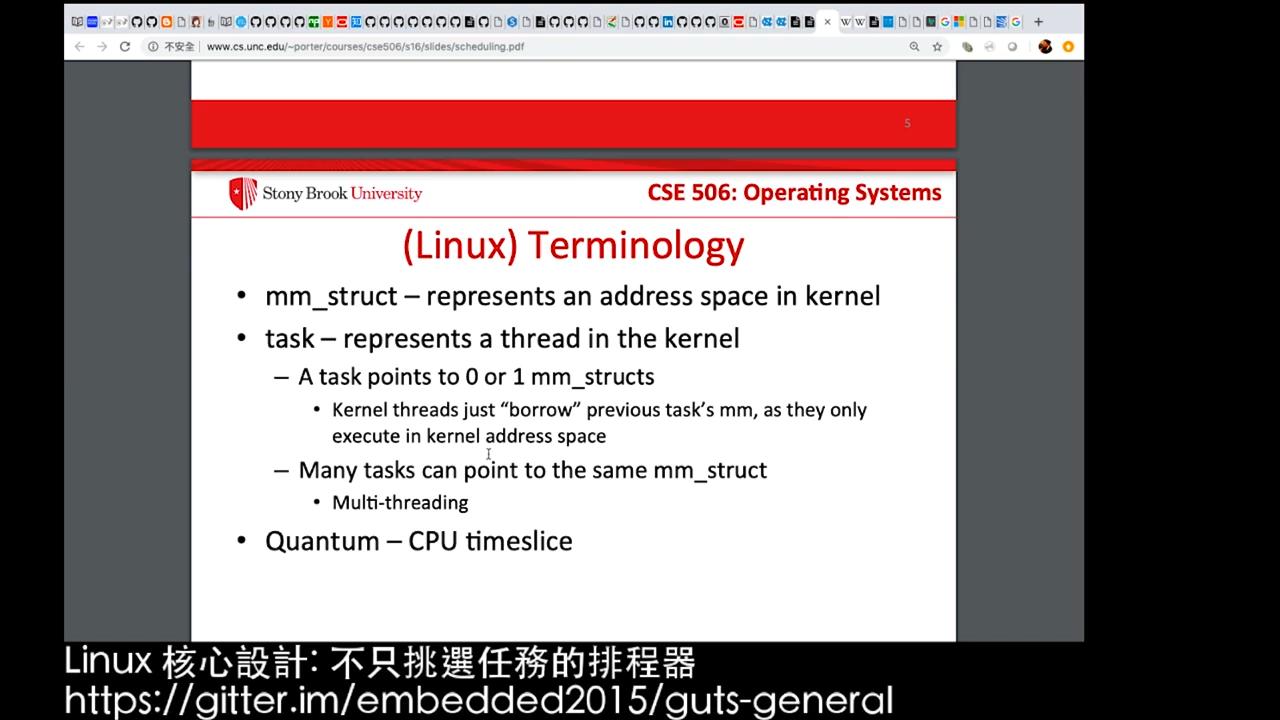 不安全 www.cs.unc.edu/~porter/courses/cse506/s16/slides/scheduling.pdf
5
Stony Brook University CSE 506: Operating Systems
(Linux) Terminology
• mm_struct – represents an address space in kernel
• task – represents a thread in the kernel
– A task points to 0 or 1 mm_structs
• Kernel threads just “borrow” previous task’s mm, as they only
execute in kernel address space
– Many tasks can point to the same mm_struct
• Multi-threading
• Quantum – CPU timeslice
Linux 核心設計: 不只挑選任務的排程器
https://gitter.im/embedded2015/guts-general